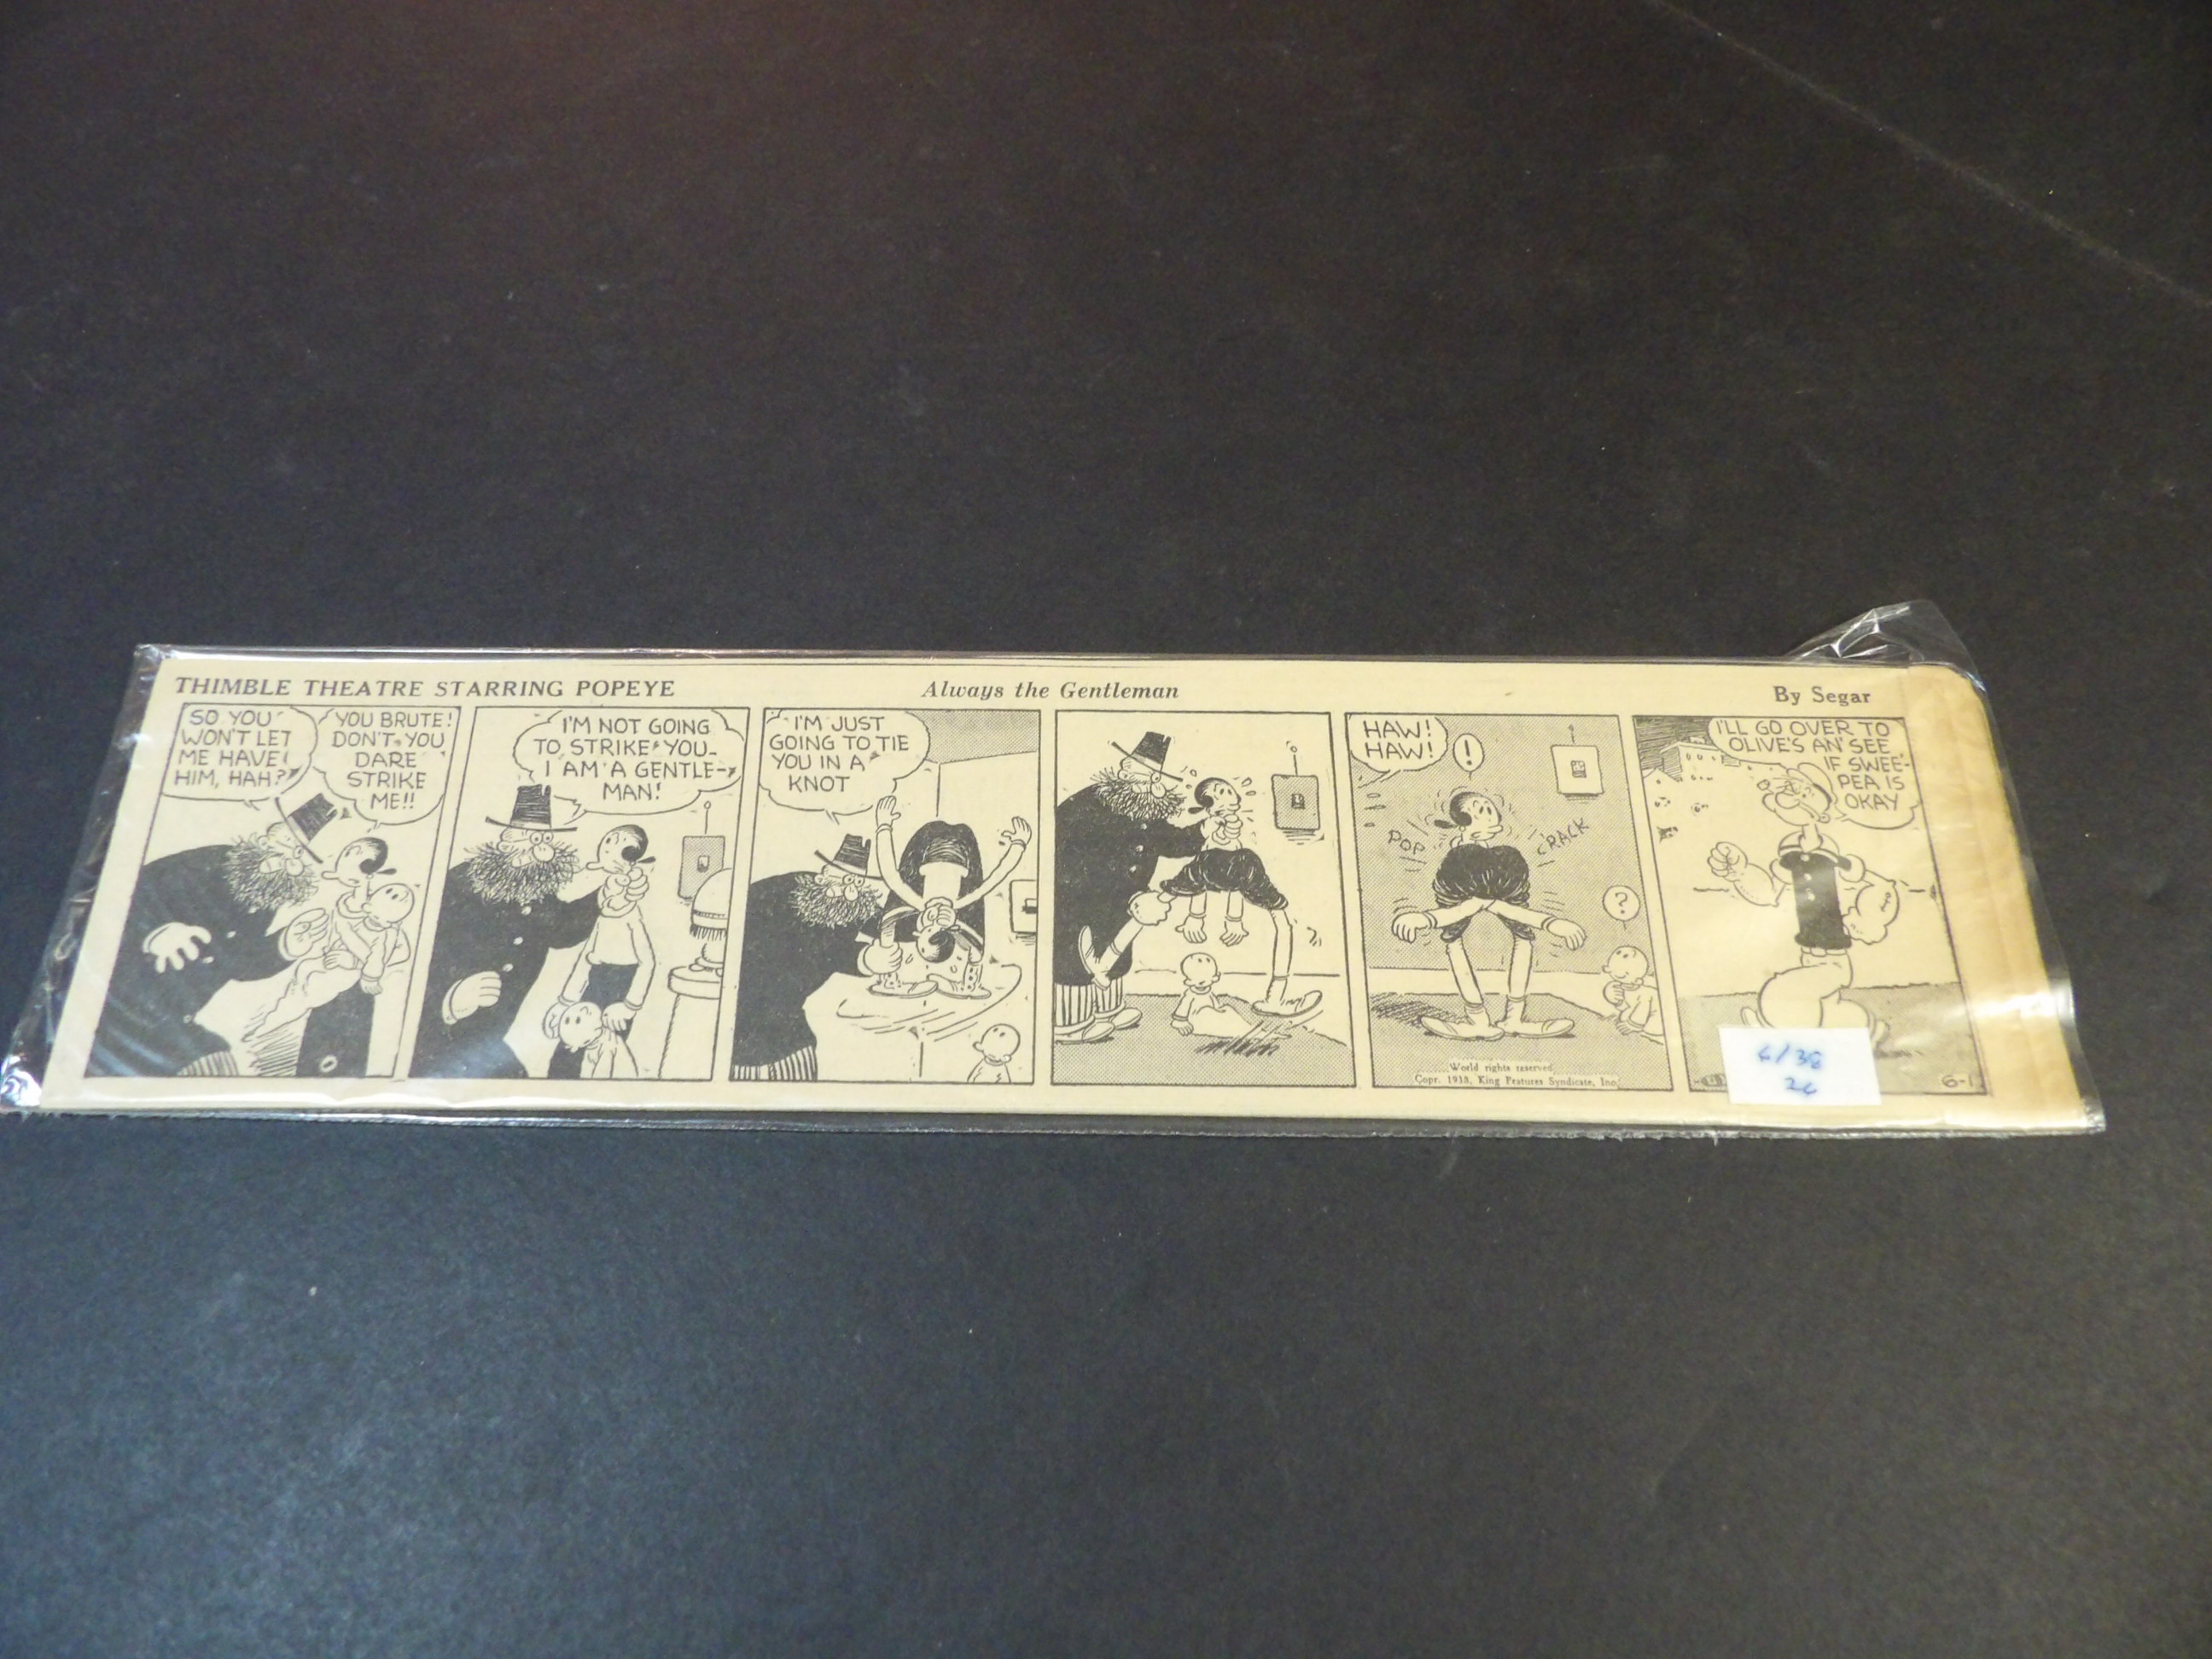 THIMBLE THEATRE STARRING POPEYE
Always the Gentleman
By Segar
SO YOU
WON'T LET
ME HAVE
HIM, HAH?
YOU BRUTE!
DON'T YOU
DARE
STRIKE
ME!!
I'M NOT GOING
TO STRIKE YOU-
I AM A GENTLE-
MAN!
I'M JUST
GOING TO TIE
YOU IN A
KNOT
HAW!
HAW!
!
POP
CRACK
?
World rights reserved
Copr. 1938, King Features Syndicate, Inc.
I'LL GO OVER TO
OLIVE'S AN' SEE
IF SWEE'-
PEA IS
OKAY
6/38
26
6-1